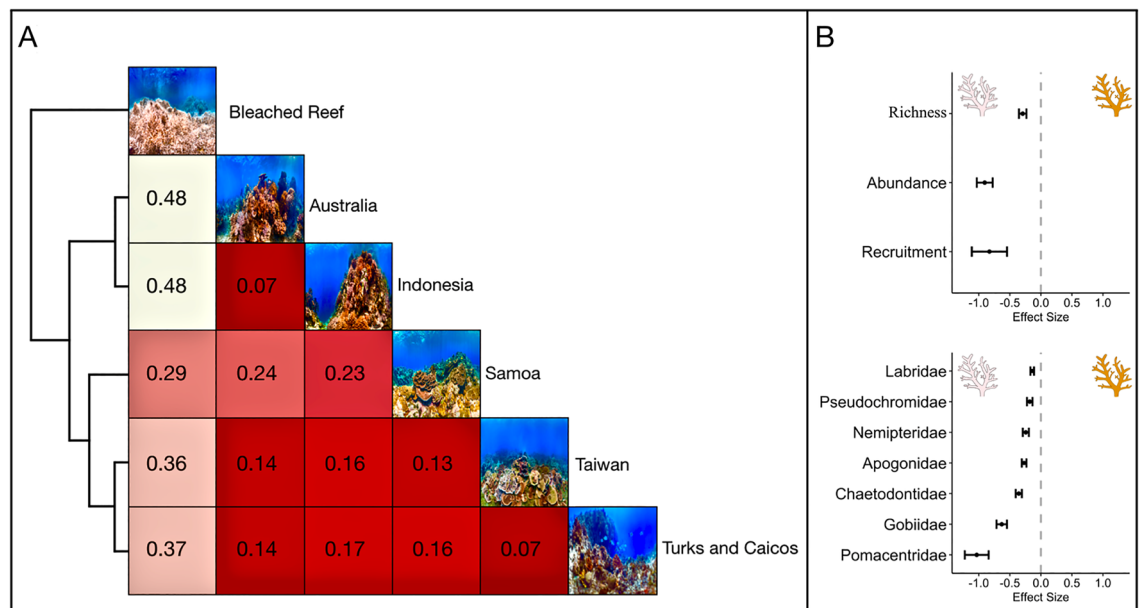 A
Bleached Reef
0.48
Australia
0.48 0.07
Indonesia
0.29 0.24 0.23
Samoa
0.36 0.14 0.16 0.13
Taiwan
0.37 0.14 0.17 0.16 0.07
Turks and Caicos
B
Richness
Abundance
Recruitment
-1.0 -0.5 0.0 0.5 1.0
Effect Size
Labridae
Pseudochromidae
Nemipteridae
Apogonidae
Chaetodontidae
Gobiidae
Pomacentridae
-1.0 -0.5 0.0 0.5 1.0
Effect Size